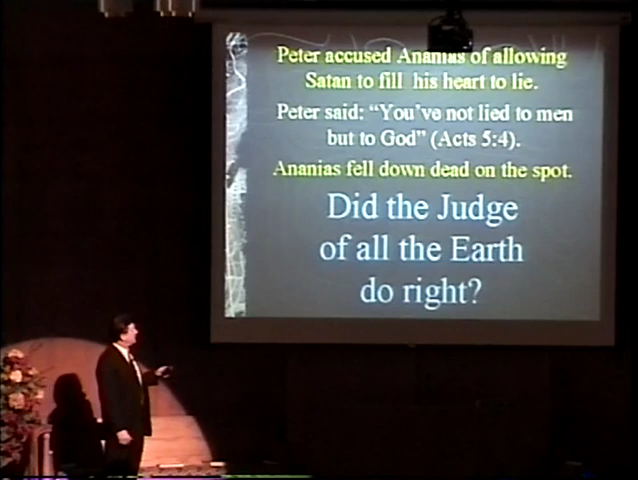 Peter accused Ananias of allowing
Satan to fill his heart to lie.
Peter said: “You’ve not lied to men
but to God” (Acts 5:4).
Ananias fell down dead on the spot.
Did the Judge
of all the Earth
do right?